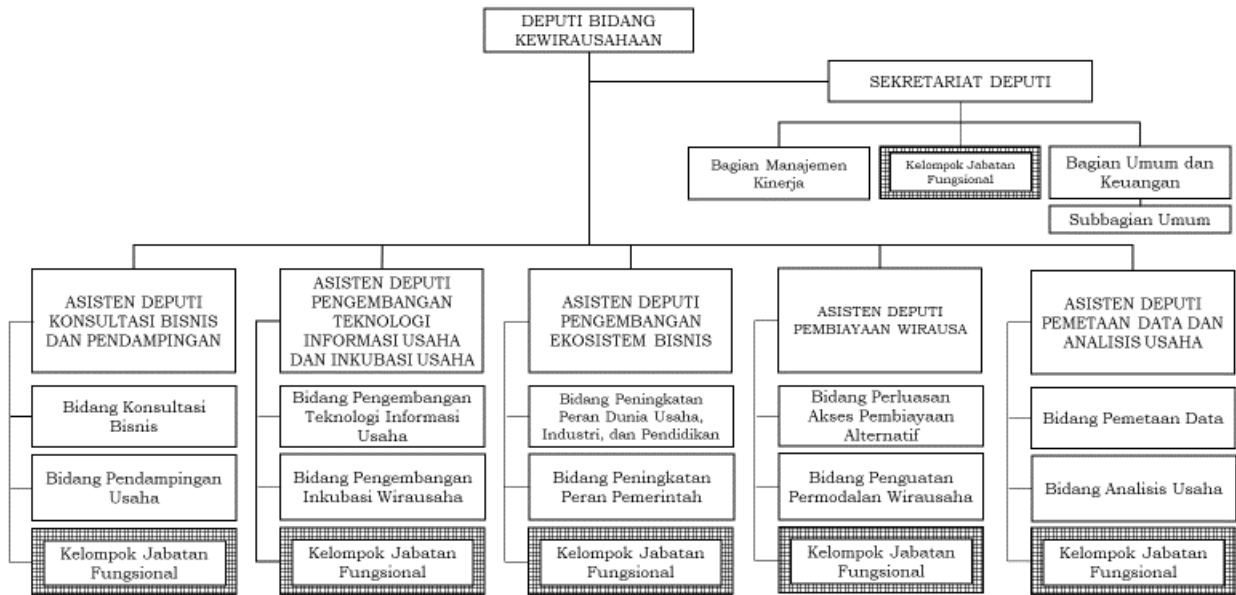 DEPUTI BIDANG
KEWIRAUSAHAAN
SEKRETARIAT DEPUTI
Bagian Manajemen
Kinerja
Kelompok Jabatan
Fungsional
Bagian Umum dan
Keuangan
Subbagian Umum
ASISTEN DEPUTI
KONSULTASI BISNIS
DAN PENDAMPINGAN
Bidang Konsultasi
Bisnis
Bidang Pendampingan
Usaha
Kelompok Jabatan
Fungsional
ASISTEN DEPUTI
PENGEMBANGAN
TEKNOLOGI
INFORMASI USAHA
DAN INKUBASI USAHA
Bidang Pengembangan
Teknologi Informasi
Usaha
Bidang Pengembangan
Inkubasi Wirausaha
Kelompok Jabatan
Fungsional
ASISTEN DEPUTI
PENGEMBANGAN
EKOSISTEM BISNIS
Bidang Peningkatan
Peran Dunia Usaha,
Industri, dan Pendidikan
Bidang Peningkatan
Peran Pemerintah
Kelompok Jabatan
Fungsional
ASISTEN DEPUTI
PEMBIAYAAN WIRAUSA
Bidang Perluasan
Akses Pembiayaan
Alternatif
Bidang Penguatan
Permodalan Wirausaha
Kelompok Jabatan
Fungsional
ASISTEN DEPUTI
PEMETAAN DATA DAN
ANALISIS USAHA
Bidang Pemetaan Data
Bidang Analisis Usaha
Kelompok Jabatan
Fungsional